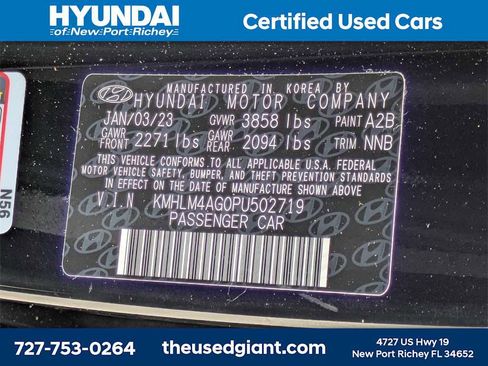 HYUNDAI
of New Port Richey
Certified Used Cars
MANUFACTURED IN KOREA BY
HYUNDAI MOTOR COMPANY
JAN/03/23 GVWR 3858 lbs PAINT A2B
GAWR FRONT 2271 lbs GAWR REAR 2094 lbs TRIM NNB
THIS VEHICLE CONFORMS TO ALL APPLICABLE U.S.A. FEDERAL
MOTOR VEHICLE SAFETY, BUMPER, AND THEFT PREVENTION STANDARDS
IN EFFECT ON THE DATE OF MANUFACTURE SHOWN ABOVE.
V.I.N KMHLM4AG0PU502719
PASSENGER CAR
N56
727-753-0264
theusedgiant.com
4727 US Hwy 19
New Port Richey FL 34652